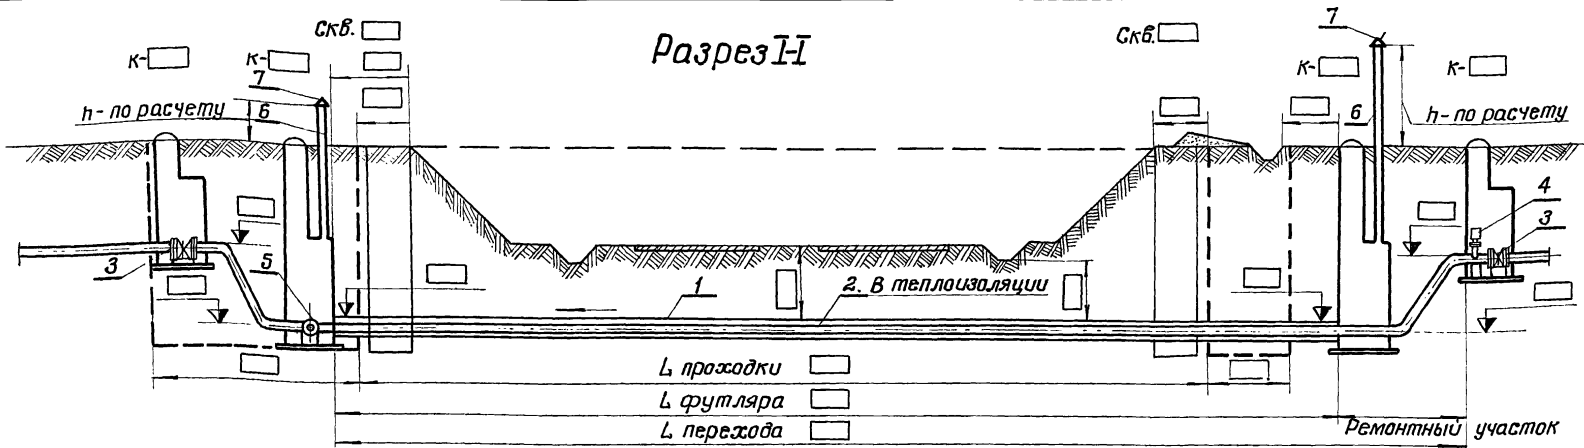 Скв.
Разрез I-I
Скв.
7
к-
к-
к-
к-
7
h- по расчету
6
6
h- по расчету
4
3
3
5
1
2. В теплоизоляции
L проходки
L футляра
L перехода
Ремонтный участок